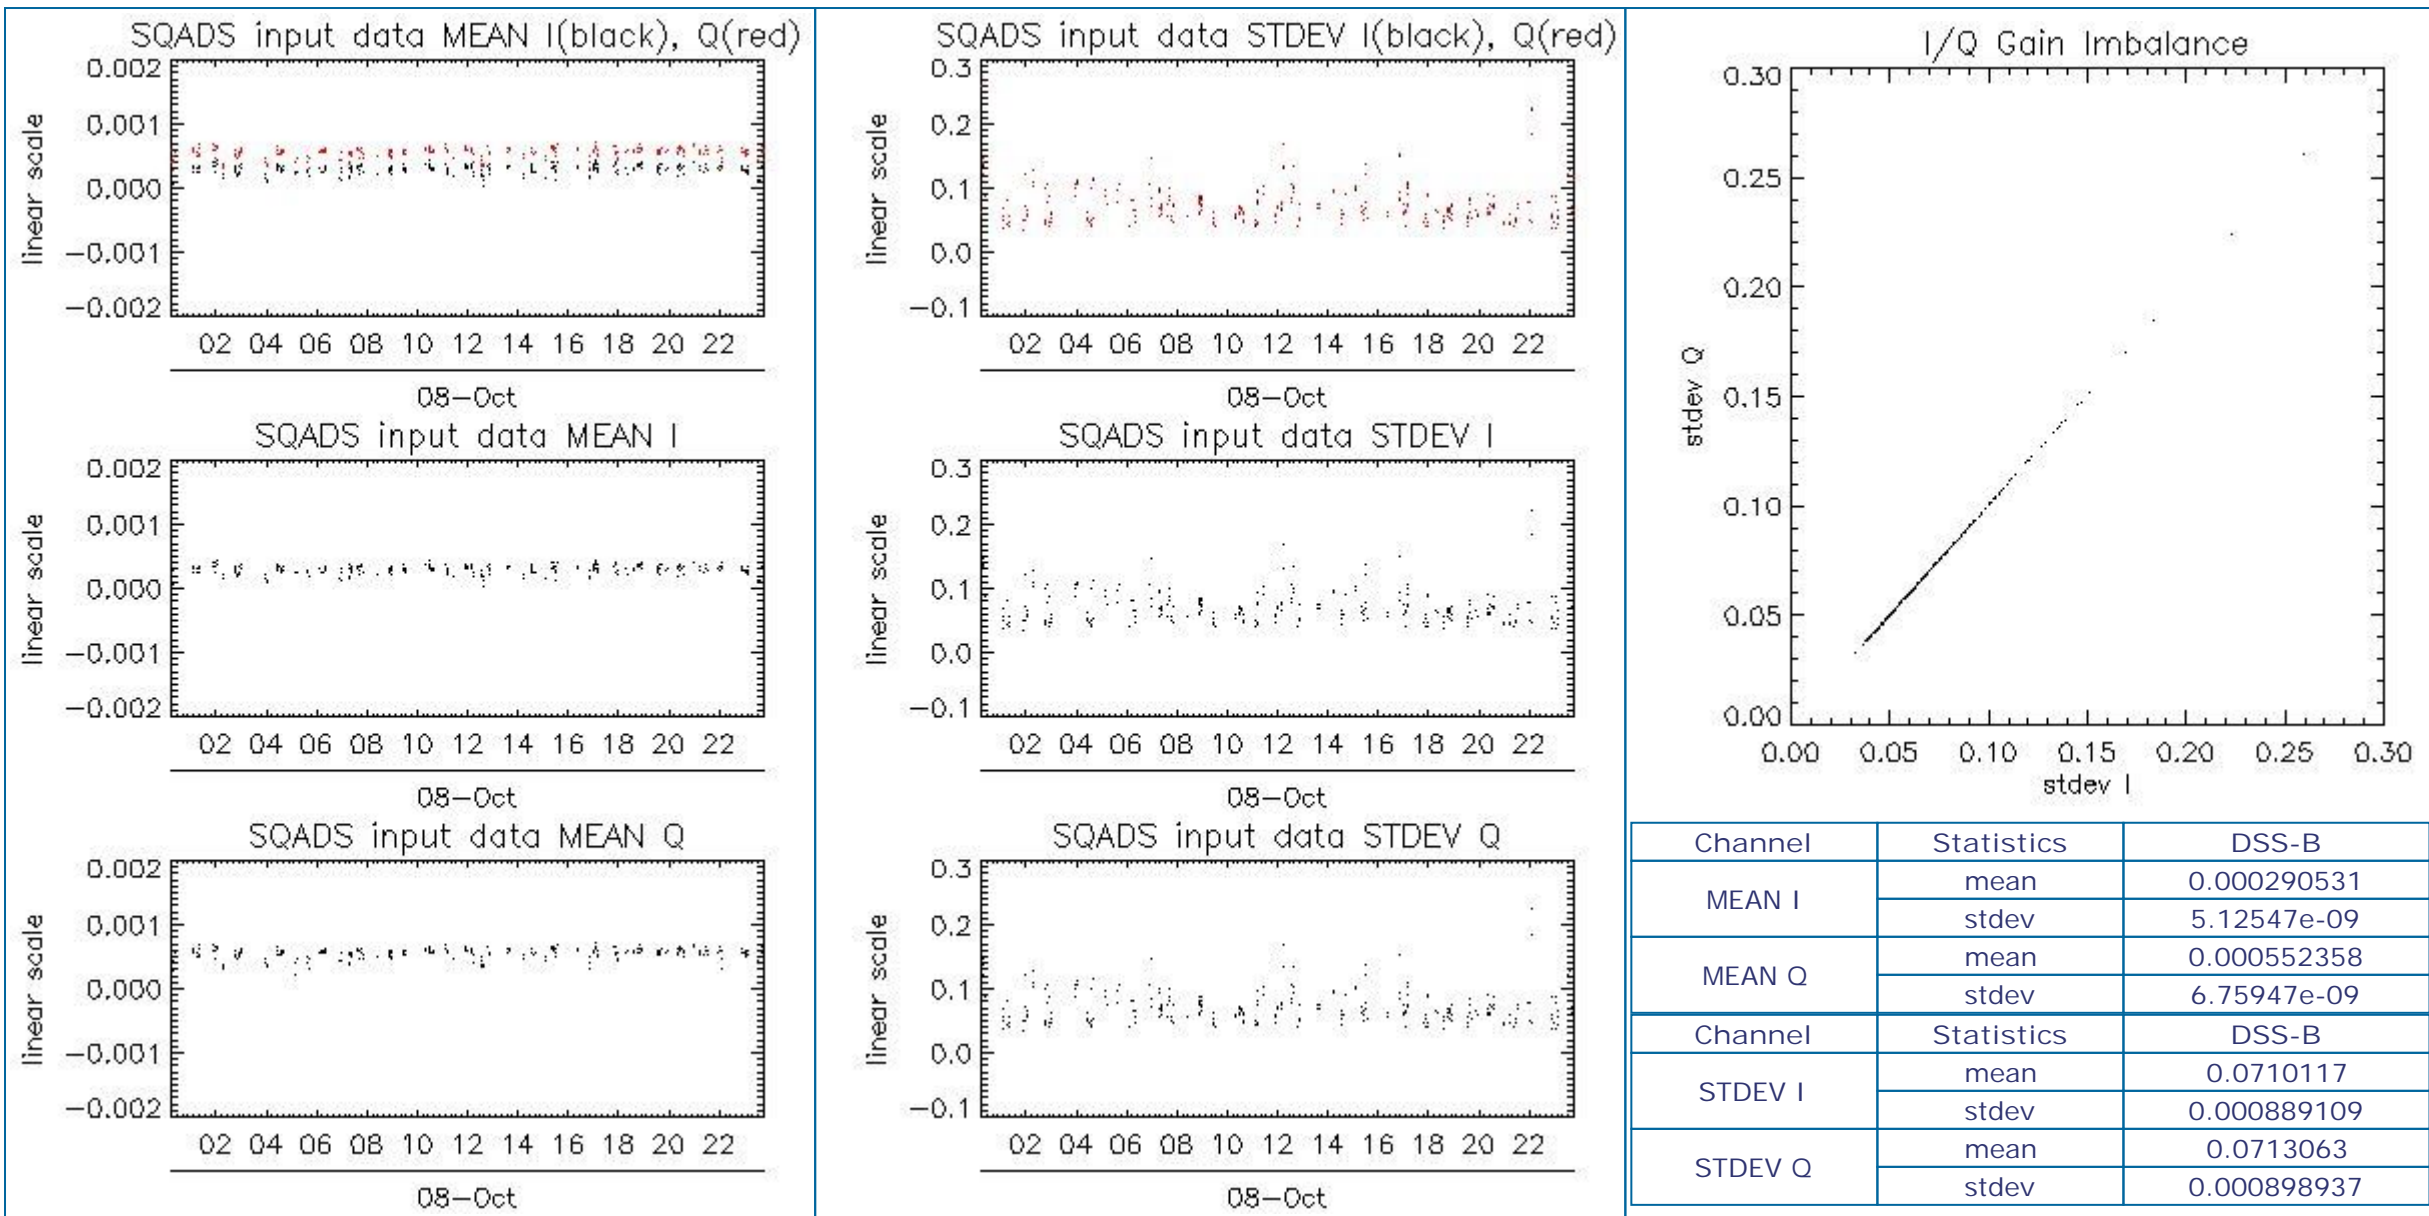 SQADS input data MEAN I(black), Q(red)
linear scale
0.002
0.001
0.000
-0.001
-0.002
02 04 06 08 10 12 14 16 18 20 22
08-Oct
SQADS input data MEAN I
linear scale
0.002
0.001
0.000
-0.001
-0.002
02 04 06 08 10 12 14 16 18 20 22
08-Oct
SQADS input data MEAN Q
linear scale
0.002
0.001
0.000
-0.001
-0.002
02 04 06 08 10 12 14 16 18 20 22
08-Oct
SQADS input data STDEV I(black), Q(red)
linear scale
0.3
0.2
0.1
0.0
-0.1
02 04 06 08 10 12 14 16 18 20 22
08-Oct
SQADS input data STDEV I
linear scale
0.3
0.2
0.1
0.0
-0.1
02 04 06 08 10 12 14 16 18 20 22
08-Oct
SQADS input data STDEV Q
linear scale
0.3
0.2
0.1
0.0
-0.1
02 04 06 08 10 12 14 16 18 20 22
08-Oct
I/Q Gain Imbalance
stdev Q
0.30
0.25
0.20
0.15
0.10
0.05
0.00
0.00 0.05 0.10 0.15 0.20 0.25 0.30
stdev I
Channel Statistics DSS-B
MEAN I mean 0.000290531
stdev 5.12547e-09
MEAN Q mean 0.000552358
stdev 6.75947e-09
Channel Statistics DSS-B
STDEV I mean 0.0710117
stdev 0.000889109
STDEV Q mean 0.0713063
stdev 0.000898937